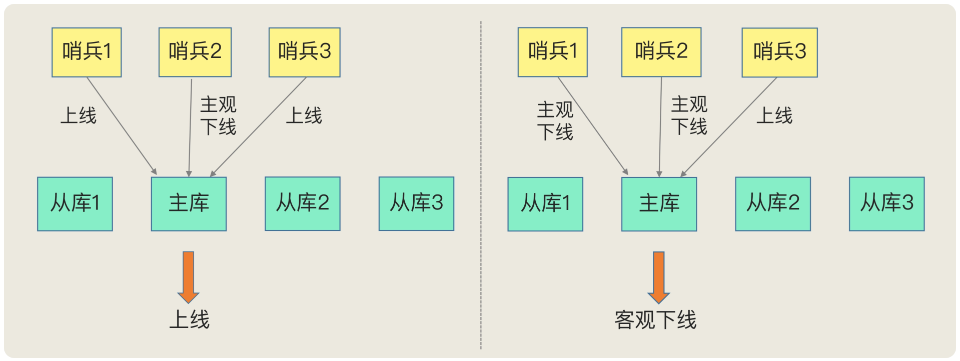 哨兵1
哨兵2
哨兵3
上线
主观
下线
上线
从库1
主库
从库2
从库3
上线
哨兵1
哨兵2
哨兵3
主观
下线
主观
下线
上线
从库1
主库
从库2
从库3
客观下线